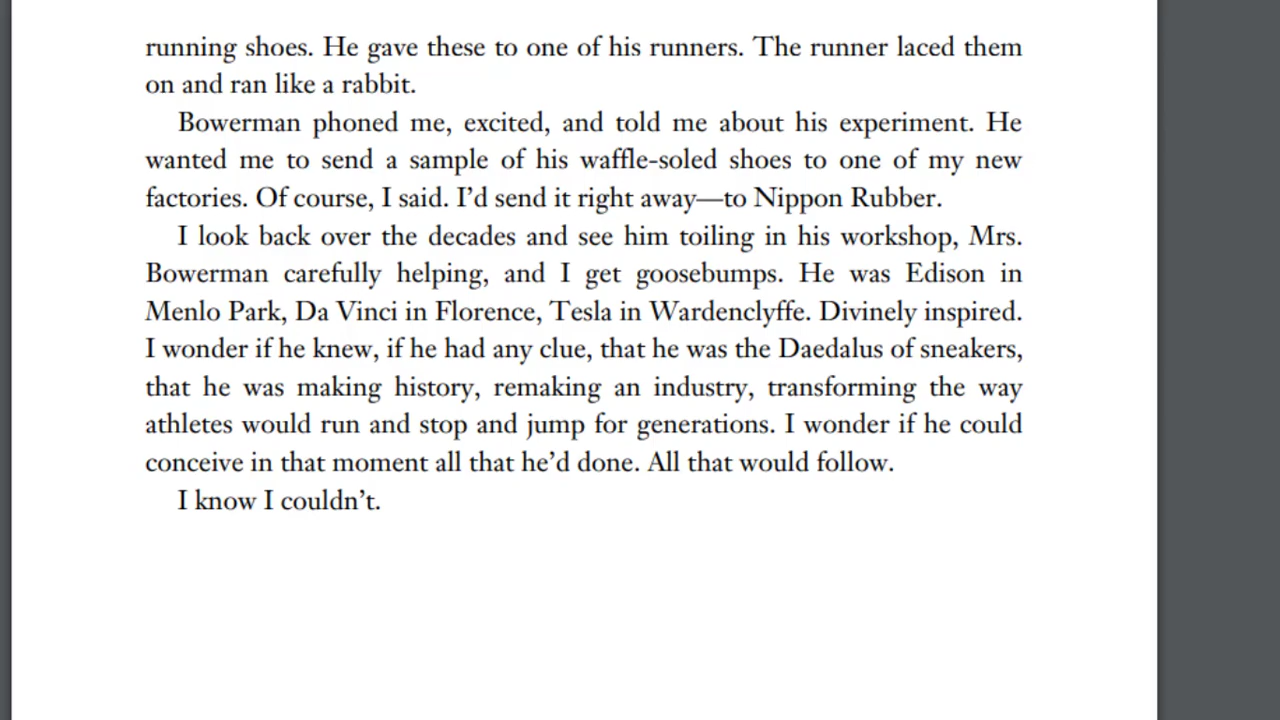 running shoes. He gave these to one of his runners. The runner laced them
on and ran like a rabbit.
Bowerman phoned me, excited, and told me about his experiment. He
wanted me to send a sample of his waffle-soled shoes to one of my new
factories. Of course, I said. I’d send it right away—to Nippon Rubber.
I look back over the decades and see him toiling in his workshop, Mrs.
Bowerman carefully helping, and I get goosebumps. He was Edison in
Menlo Park, Da Vinci in Florence, Tesla in Wardenclyffe. Divinely inspired.
I wonder if he knew, if he had any clue, that he was the Daedalus of sneakers,
that he was making history, remaking an industry, transforming the way
athletes would run and stop and jump for generations. I wonder if he could
conceive in that moment all that he’d done. All that would follow.
I know I couldn’t.